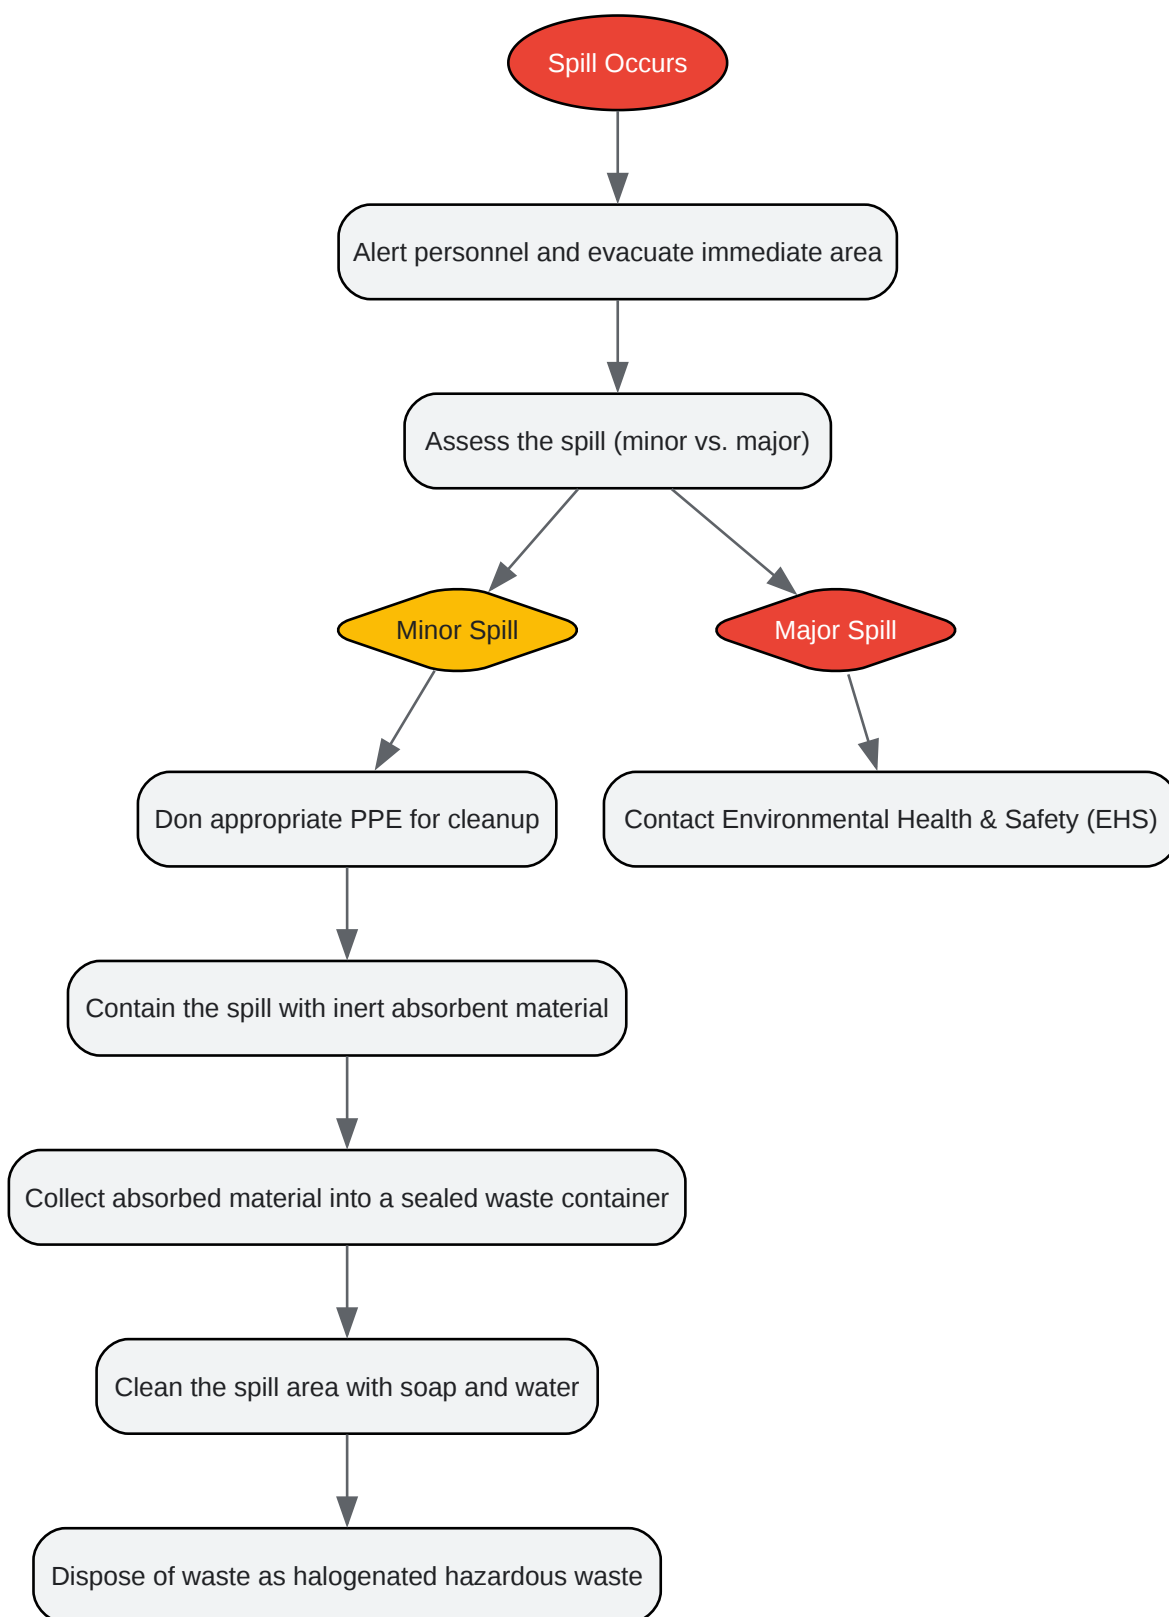 Spill Occurs
Alert personnel and evacuate immediate area
Assess the spill (minor vs. major)
Minor Spill
Major Spill
Don appropriate PPE for cleanup
Contact Environmental Health & Safety (EHS)
Contain the spill with inert absorbent material
Collect absorbed material into a sealed waste container
Clean the spill area with soap and water
Dispose of waste as halogenated hazardous waste